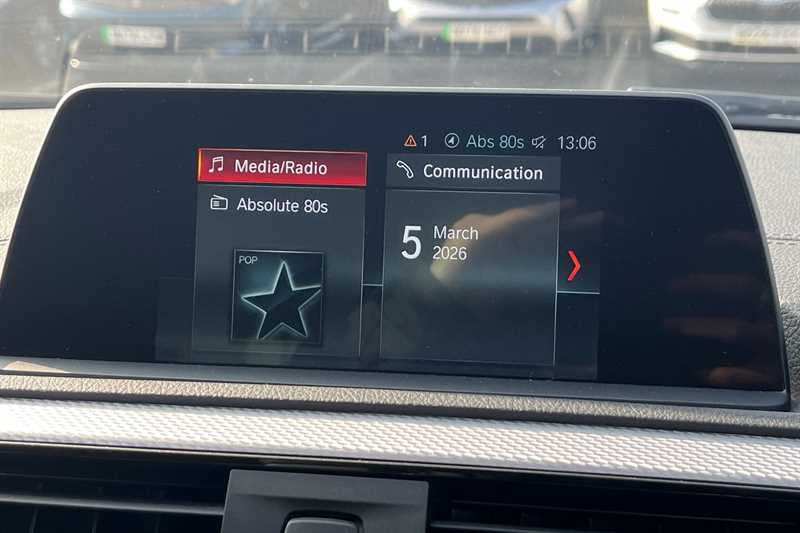 1 Abs 80s 13:06
Media/Radio
Communication
Absolute 80s
5 March
2026
POP